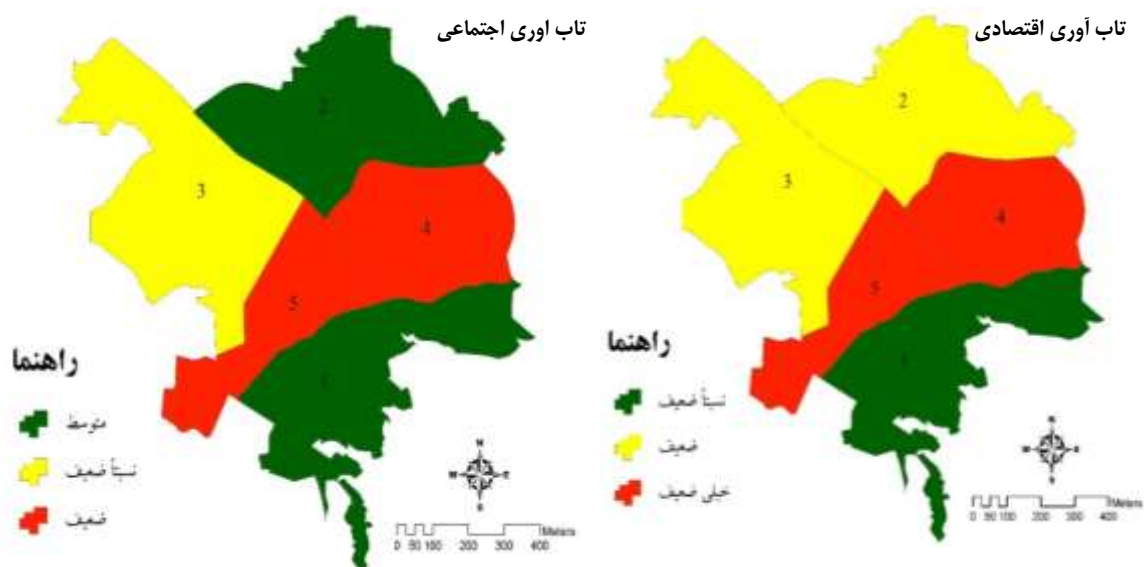 تاب آوری اقتصادی
2
3
4
5
1
راهنما
نسبتاً ضعیف
ضعیف
خیلی ضعیف
N
S
0 50 100 200 300 400
Meters
تاب اوری اجتماعی
2
3
4
5
راهنما
متوسط
نسبتاً ضعیف
ضعیف
N
W E
S
0 50 100 200 300 400
Meters